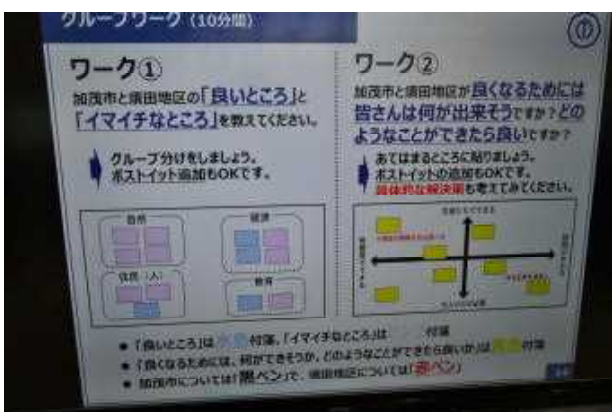 グループワーク（10分間）
ワーク①
加茂市と須田地区の「良いところ」と
「イマイチなところ」を教えてください。
グループ分けをしましょう。
ポストイット追加もOKです。
自然
経済
住民（人）
教育
ワーク②
加茂市と須田地区が良くなるためには
皆さんは何が出来そうですか？どの
ようなことができたら良いですか？
あてはまるところに貼りましょう。
ポストイットの追加もOKです。
具体的な解決策も考えてみてください。
●「良いところ」は水色付箋、「イマイチなところ」は 付箋
●「良くなるためには、何ができそうか、どのようなことができたら良いか」は黄色付箋
● 加茂市については「黒ペン」で、須田地区については「赤ペン」